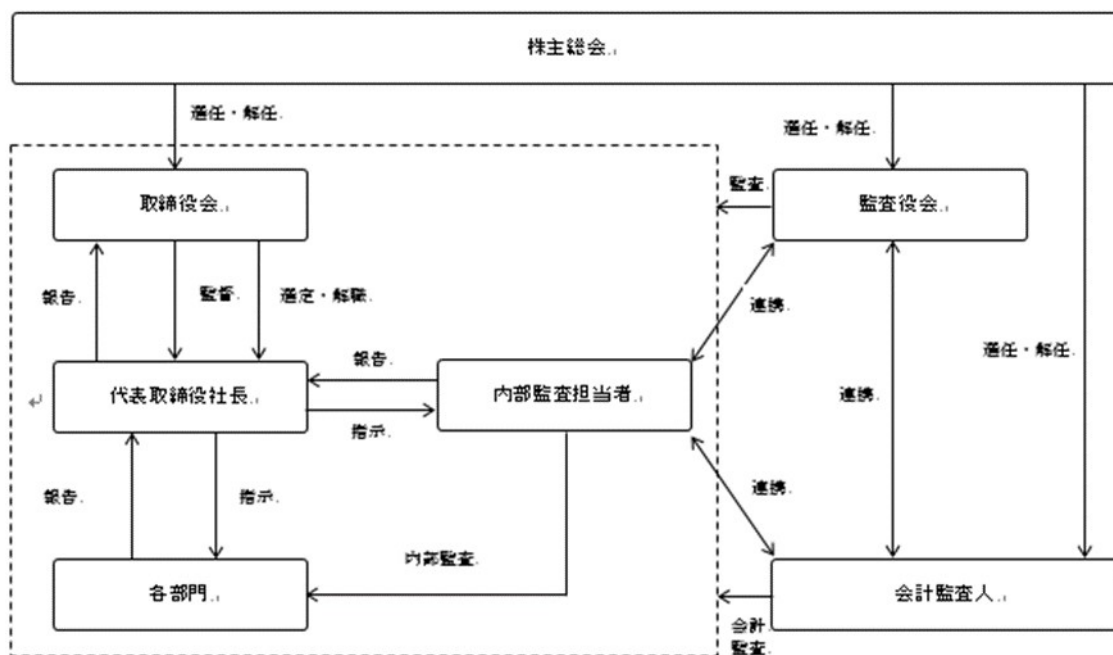 株主総会
選任・解任
選任・解任
取締役会
監査
監査役会
報告
監督
選定・解職
連携
選任・解任
報告
代表取締役社長
内部監査担当者
連携
指示
報告
指示
連携
内部監査
各部門
会計監査人
会計
監査